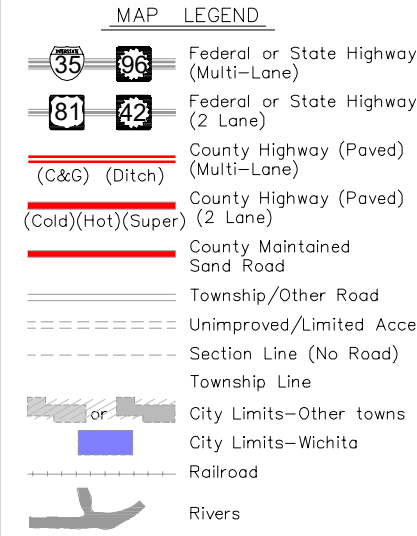 MAP LEGEND
INTERSTATE 35 96 Federal or State Highway
(Multi-Lane)
81 42 Federal or State Highway
(2 Lane)
County Highway (Paved)
(C&G) (Ditch) (Multi-Lane)
County Highway (Paved)
(Cold)(Hot)(Super) (2 Lane)
County Maintained
Sand Road
Township/Other Road
Unimproved/Limited Acce
Section Line (No Road)
Township Line
or City Limits-Other towns
City Limits-Wichita
Railroad
Rivers